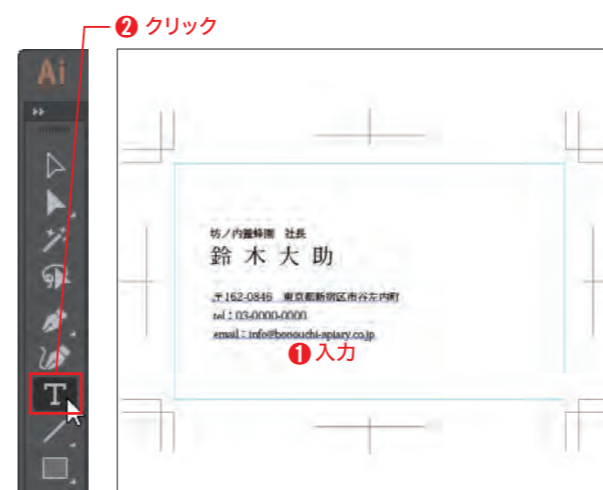 ❷ クリック
Ai
坊ノ内養蜂園 社長
鈴木大助
〒162-0846 東京都新宿区市谷左内町
tel：03-0000-0000
email：info@bonouchi-apiary.co.jp
❶入力
T